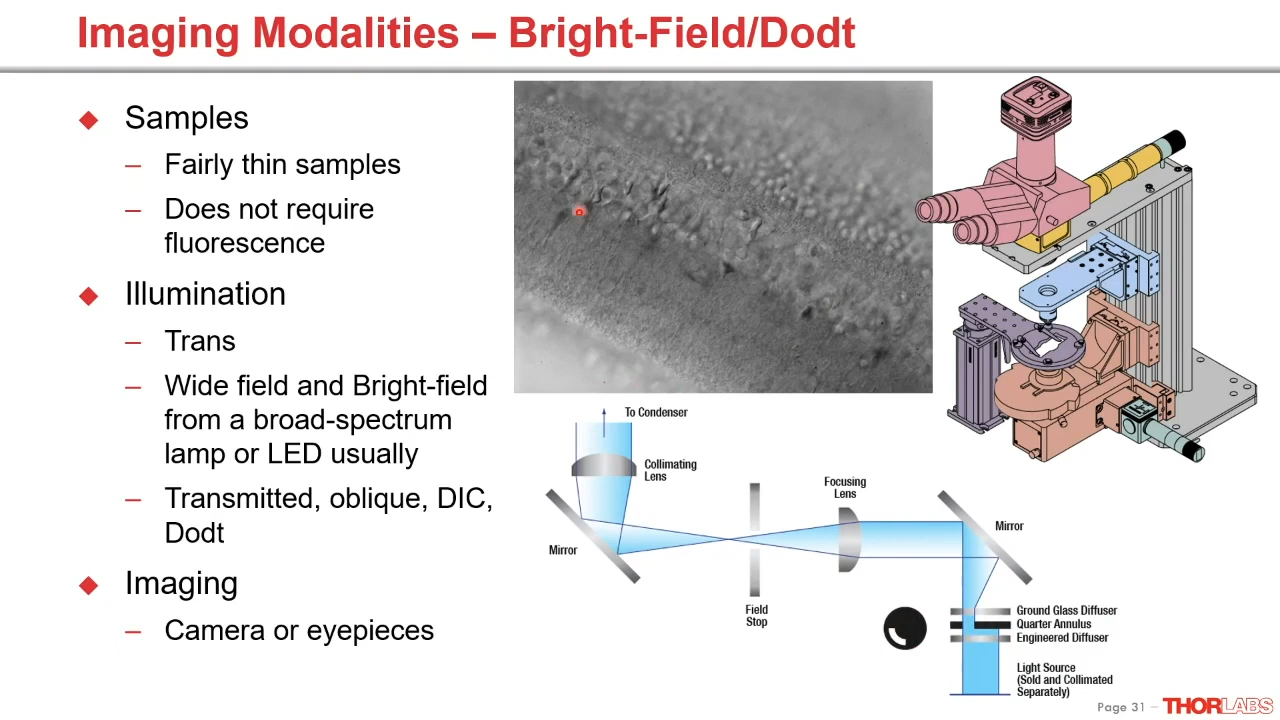 Imaging Modalities – Bright-Field/Dodt
Samples
– Fairly thin samples
– Does not require
fluorescence
Illumination
– Trans
– Wide field and Bright-field
from a broad-spectrum
lamp or LED usually
– Transmitted, oblique, DIC,
Dodt
Imaging
– Camera or eyepieces
To Condenser
Collimating
Lens
Mirror
Field
Stop
Focusing
Lens
Mirror
Ground Glass Diffuser
Quarter Annulus
Engineered Diffuser
Light Source
(Sold and Collimated
Separately)
Page 31 –
THORLABS